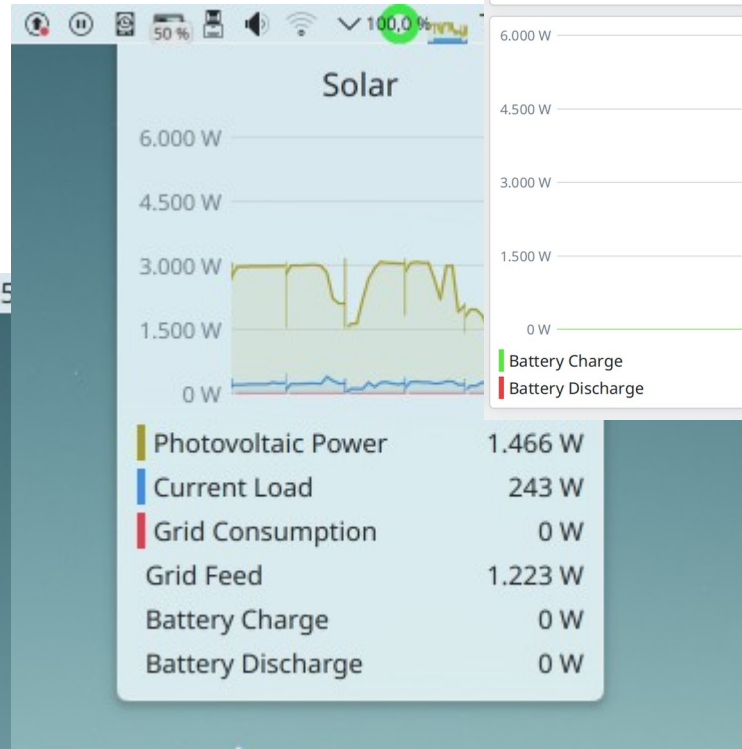 50 %
100,0 %
Solar
6.000 W
4.500 W
3.000 W
1.500 W
0 W
Photovoltaic Power 1.466 W
Current Load 243 W
Grid Consumption 0 W
Grid Feed 1.223 W
Battery Charge 0 W
Battery Discharge 0 W
6.000 W
4.500 W
3.000 W
1.500 W
0 W
Battery Charge
Battery Discharge
5